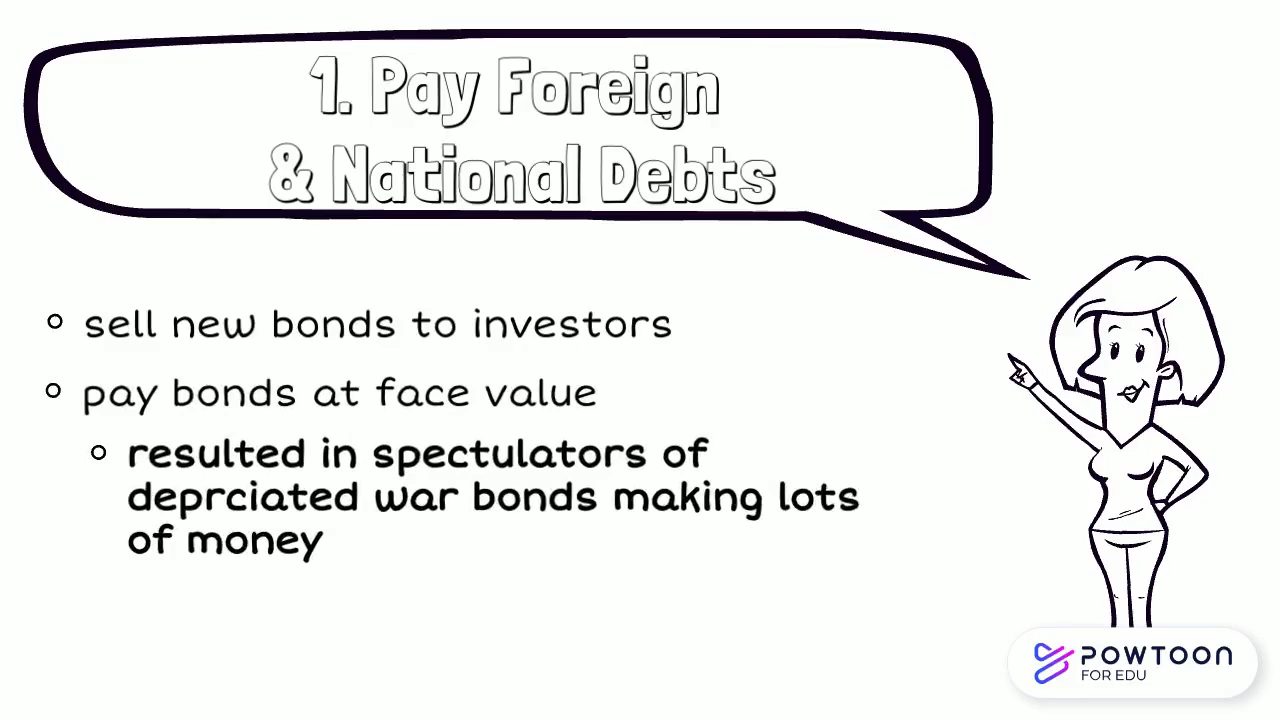 1. Pay Foreign
& National Debts
sell new bonds to investors
pay bonds at face value
resulted in spectulators of
deprciated war bonds making lots
of money
POWTOON
FOR EDU